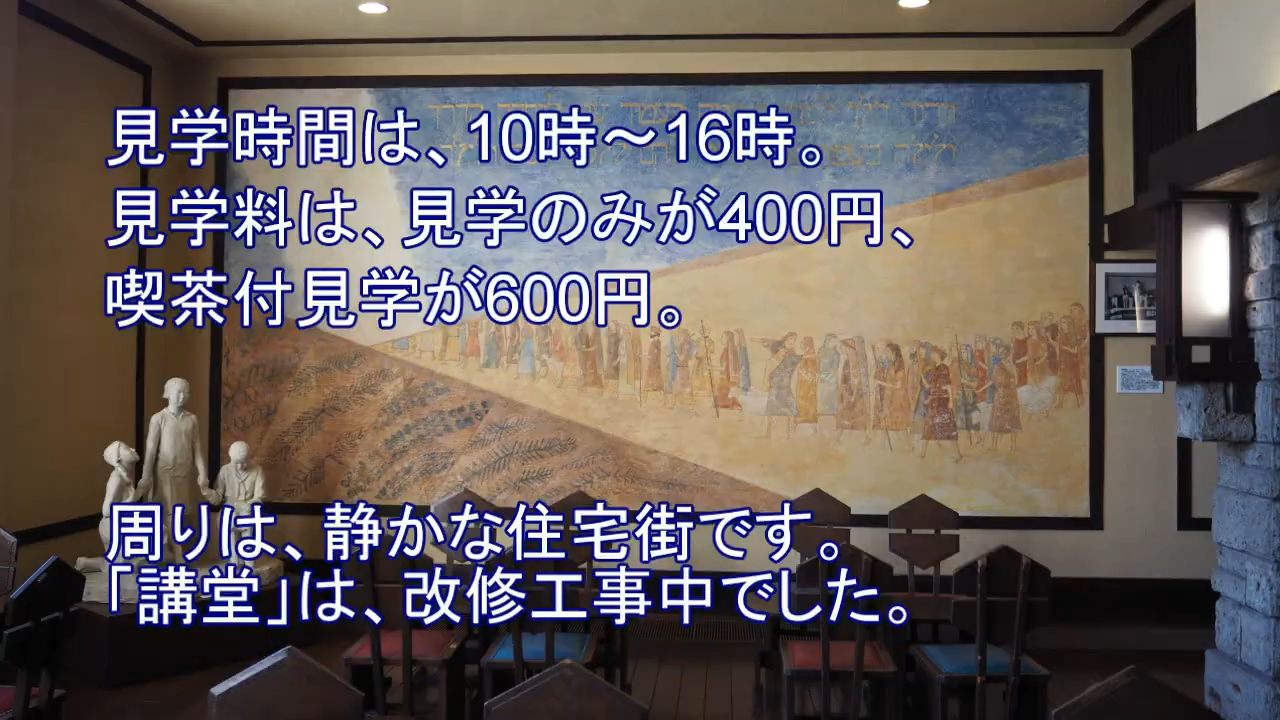 見学時間は、10時～16時。
見学料は、見学のみが400円、
喫茶付見学が600円。
周りは、静かな住宅街です。
「講堂」は、改修工事中でした。